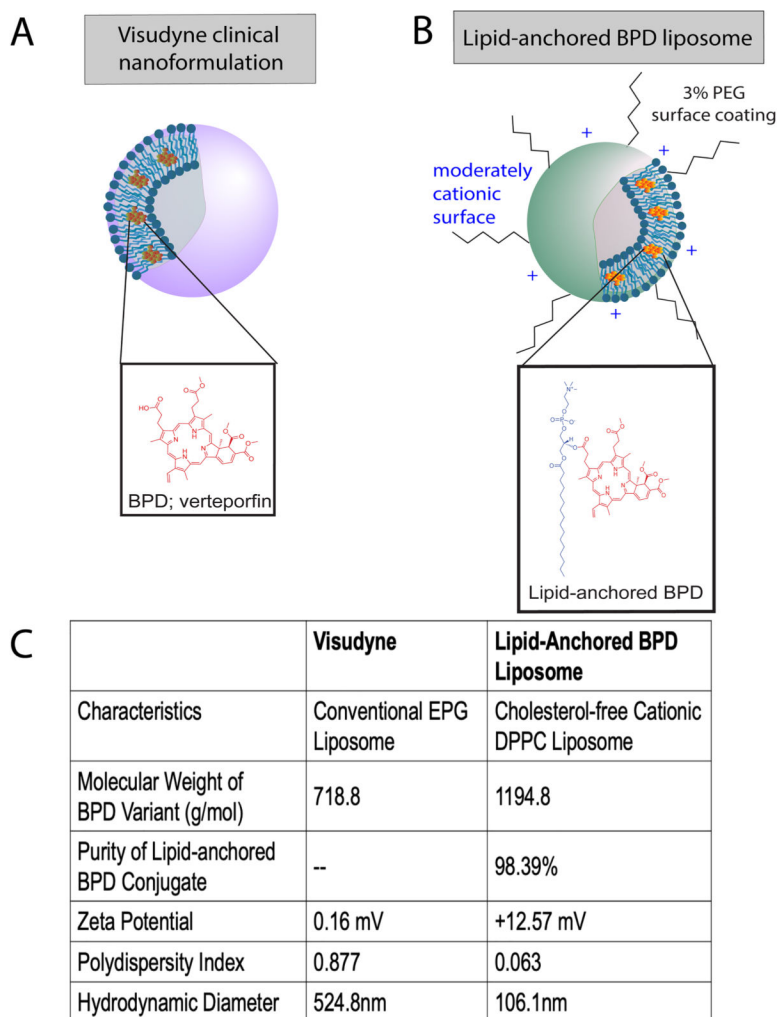 A
Visudyne clinical
nanoformulation
BPD; verteporfin
B
Lipid-anchored BPD liposome
3% PEG
surface coating
moderately
cationic
surface
+
+
+
+
+
Lipid-anchored BPD
C
Visudyne
Lipid-Anchored BPD
Liposome
Characteristics
Conventional EPG
Liposome
Cholesterol-free Cationic
DPPC Liposome
Molecular Weight of
BPD Variant (g/mol)
718.8
1194.8
Purity of Lipid-anchored
BPD Conjugate
--
98.39%
Zeta Potential
0.16 mV
+12.57 mV
Polydispersity Index
0.877
0.063
Hydrodynamic Diameter
524.8nm
106.1nm